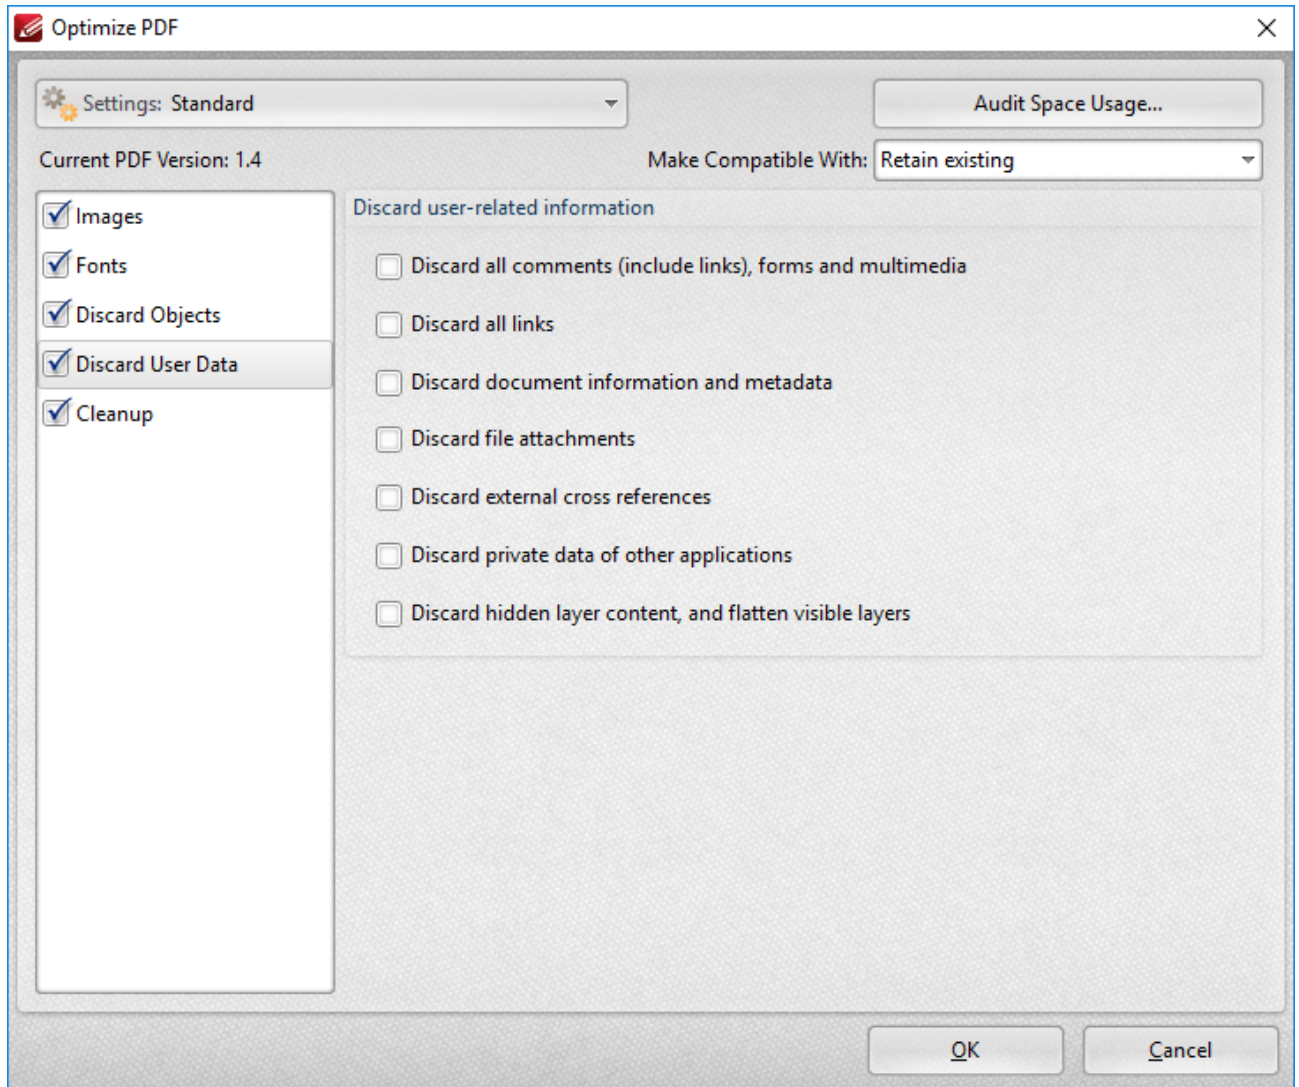 Optimize PDF
Settings: Standard
Audit Space Usage...
Current PDF Version: 1.4
Make Compatible With: Retain existing
Images
Fonts
Discard Objects
Discard User Data
Cleanup
Discard user-related information
Discard all comments (include links), forms and multimedia
Discard all links
Discard document information and metadata
Discard file attachments
Discard external cross references
Discard private data of other applications
Discard hidden layer content, and flatten visible layers
OK
Cancel